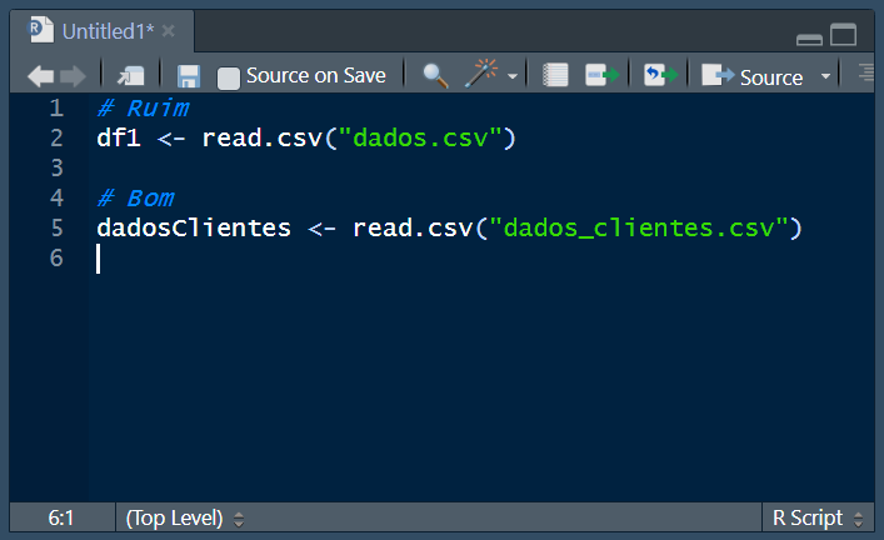 Untitled1*
Source on Save
Source
1 # Ruim
2 df1 <- read.csv("dados.csv")
3
4 # Bom
5 dadosClientes <- read.csv("dados_clientes.csv")
6
6:1 (Top Level) R Script